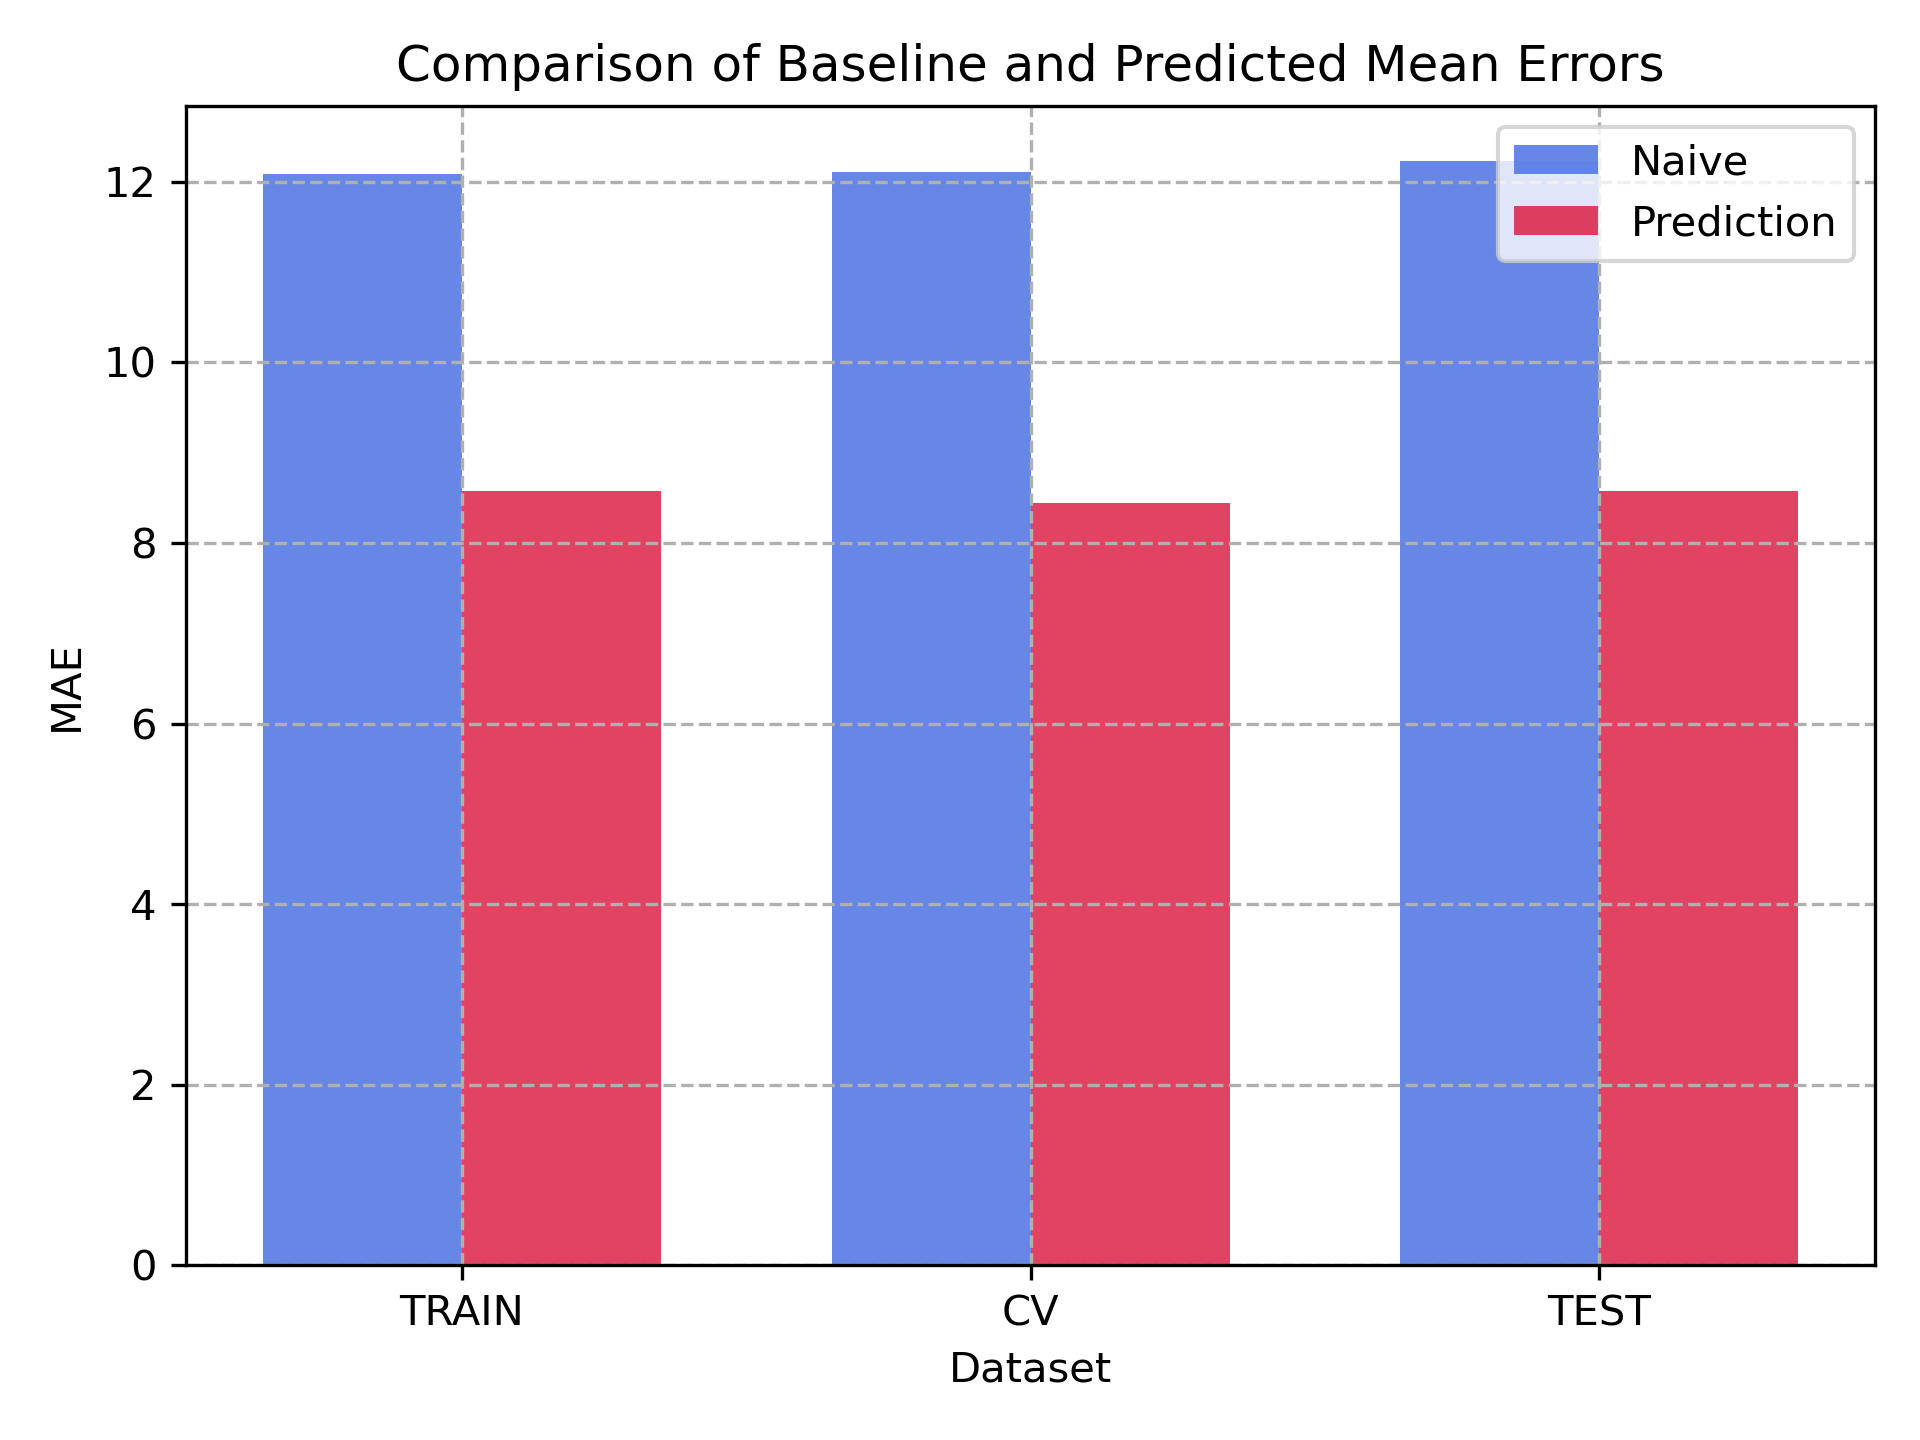 Comparison of Baseline and Predicted Mean Errors
Naive
Prediction
12
10
8
6
4
2
0
MAE
TRAIN
CV
TEST
Dataset